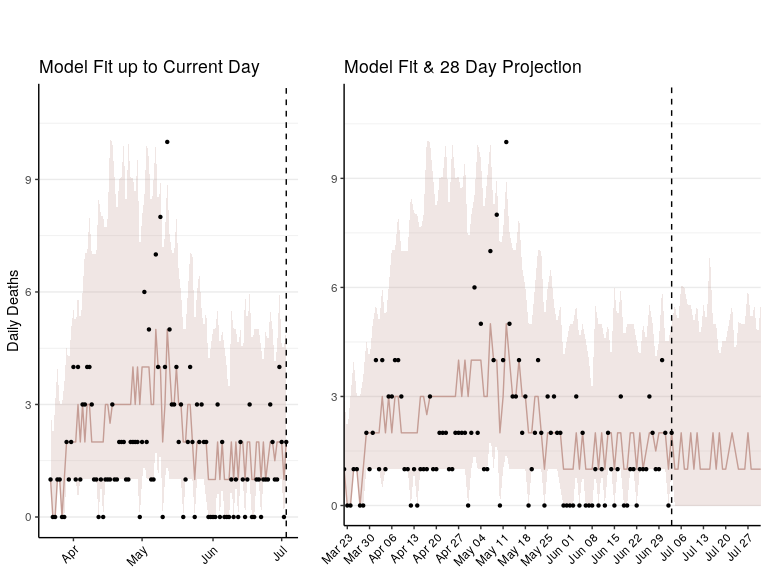 Model Fit up to Current Day
Daily Deaths
9
6
3
0
Apr
May
Jun
Jul
Model Fit & 28 Day Projection
9
6
3
0
Mar 23
Mar 30
Apr 06
Apr 13
Apr 20
Apr 27
May 04
May 11
May 18
May 25
Jun 01
Jun 08
Jun 15
Jun 22
Jun 29
Jul 06
Jul 13
Jul 20
Jul 27